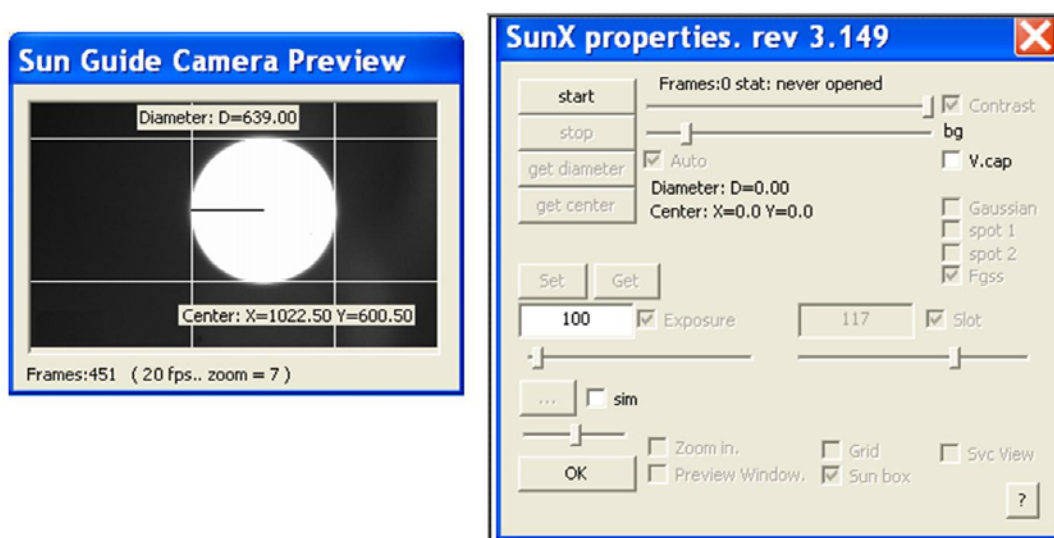 Sun Guide Camera Preview
Diameter: D=639.00
Center: X=1022.50 Y=600.50
Frames:451 ( 20 fps.. zoom = 7 )
SunX properties. rev 3.149
start
Frames:0 stat: never opened
Contrast
stop
bg
get diameter
Auto
V.cap
Diameter: D=0.00
get center
Center: X=0.0 Y=0.0
Gaussian
spot 1
spot 2
Set
Get
Fgss
100
Exposure
117
Slot
...
sim
Zoom in.
Grid
Svc View
OK
Preview Window.
Sun box
?